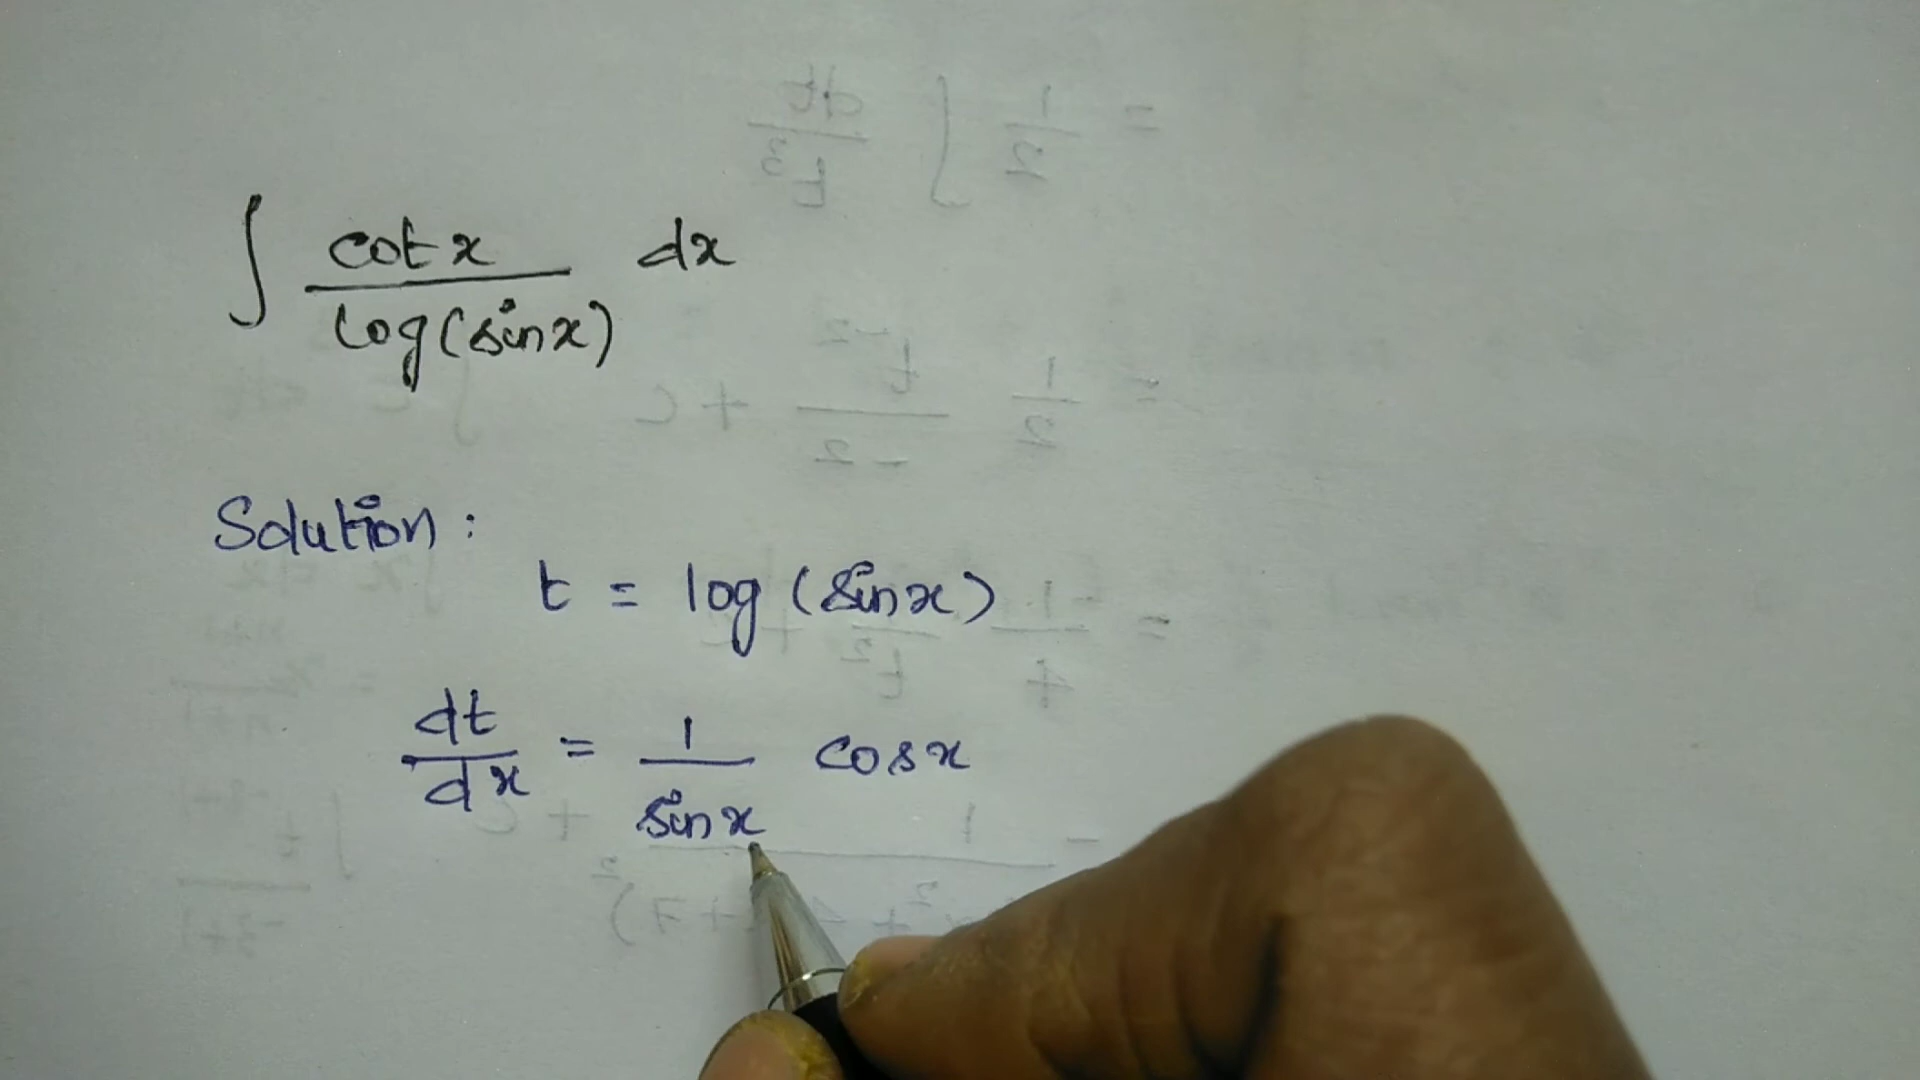 ∫ cot x / log(sin x) dx
Solution :
t = log (sin x)
dt/dx = 1/sin x cos x